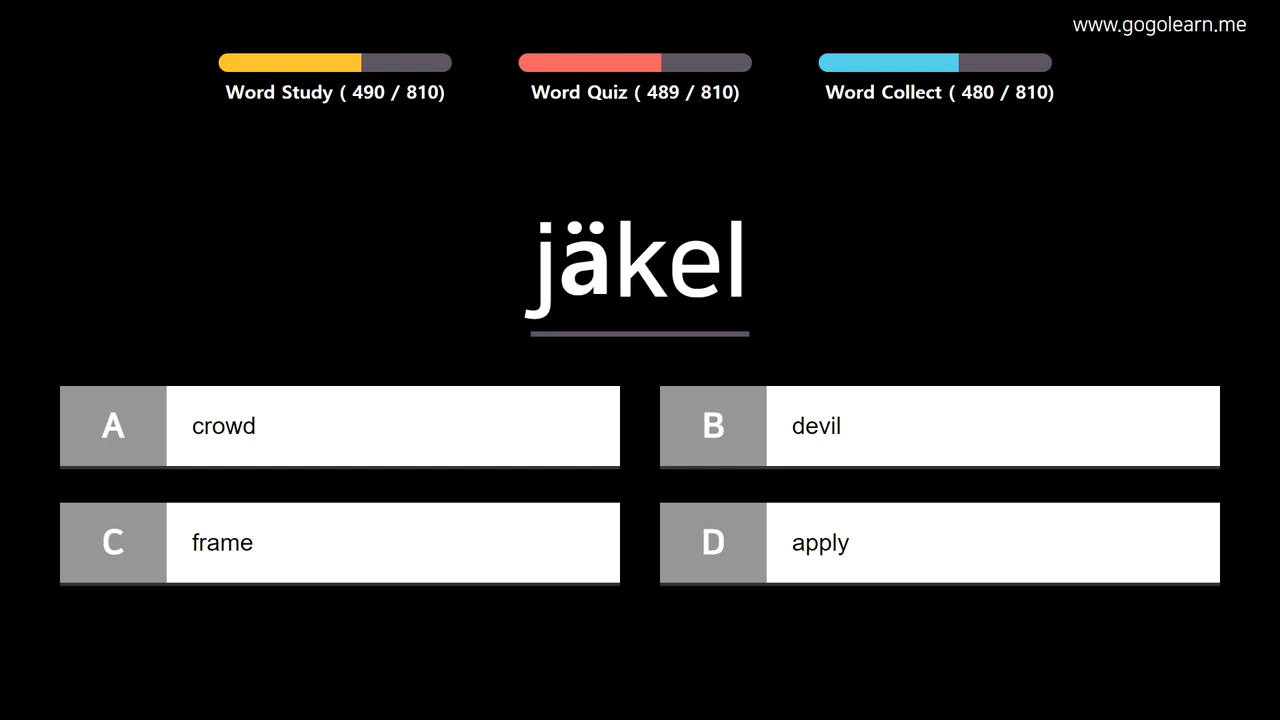 www.gogolearn.me
Word Study ( 490 / 810)
Word Quiz ( 489 / 810)
Word Collect ( 480 / 810)
jäkel
A crowd
B devil
C frame
D apply